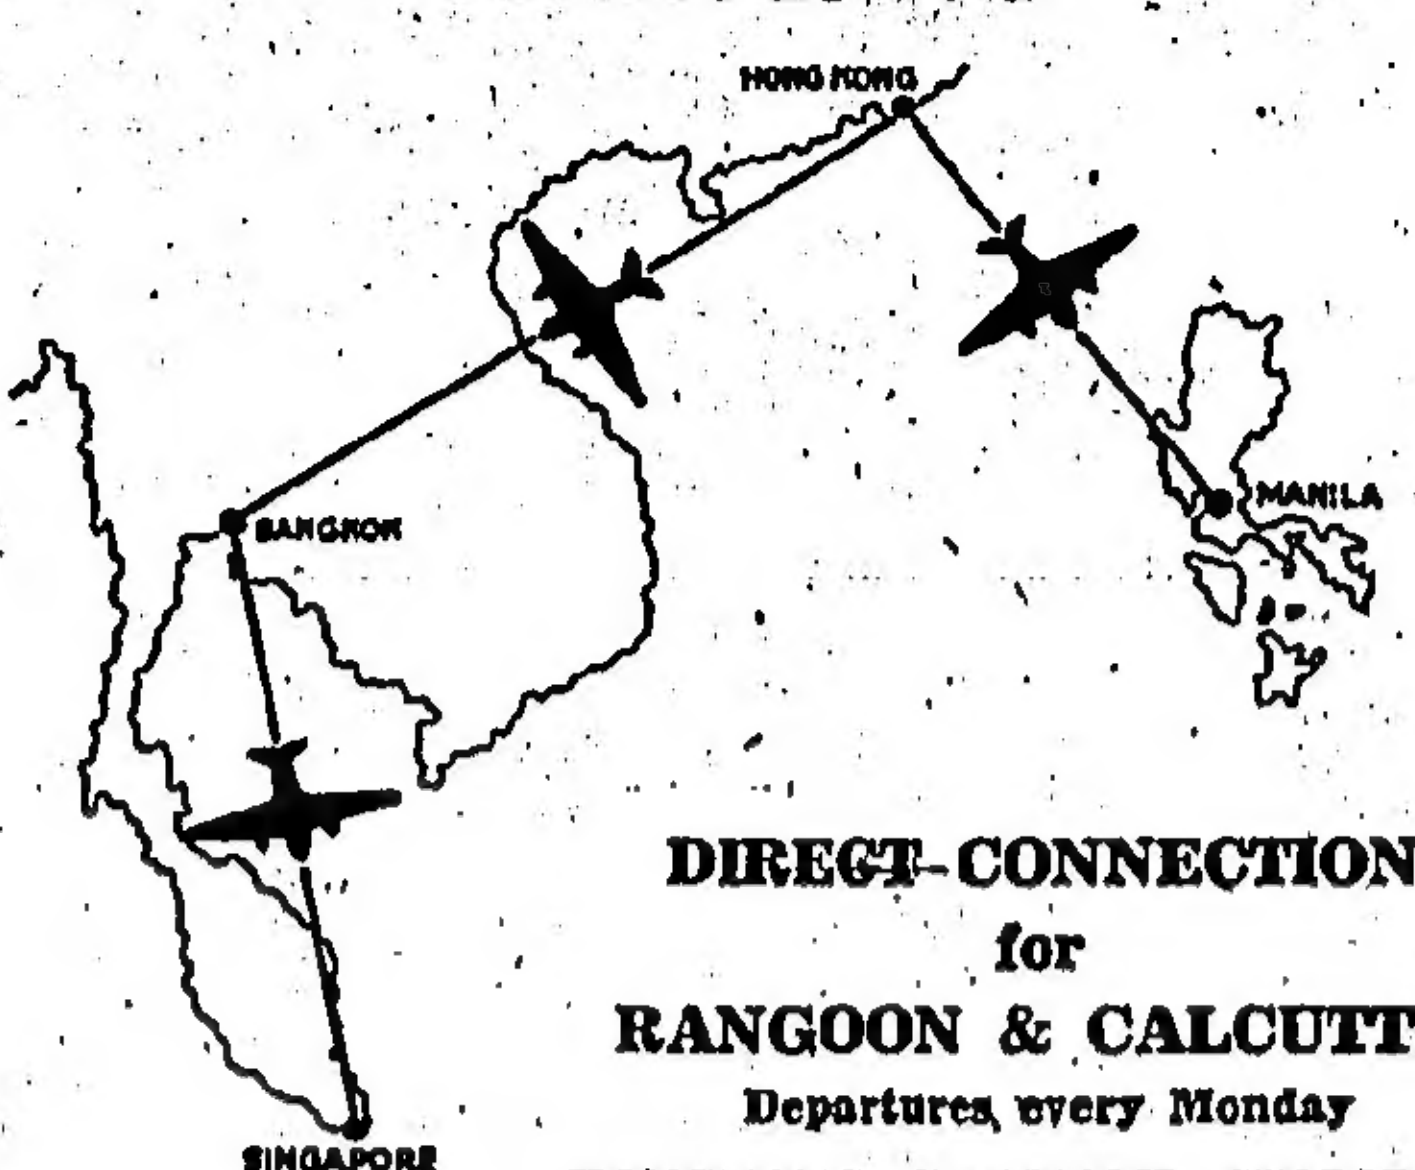 HONG KONG
BANGKOK
MANILA
DIRECT CONNECTION
for
RANGOON & CALCUTT
Departures every Monday
SINGAPORE